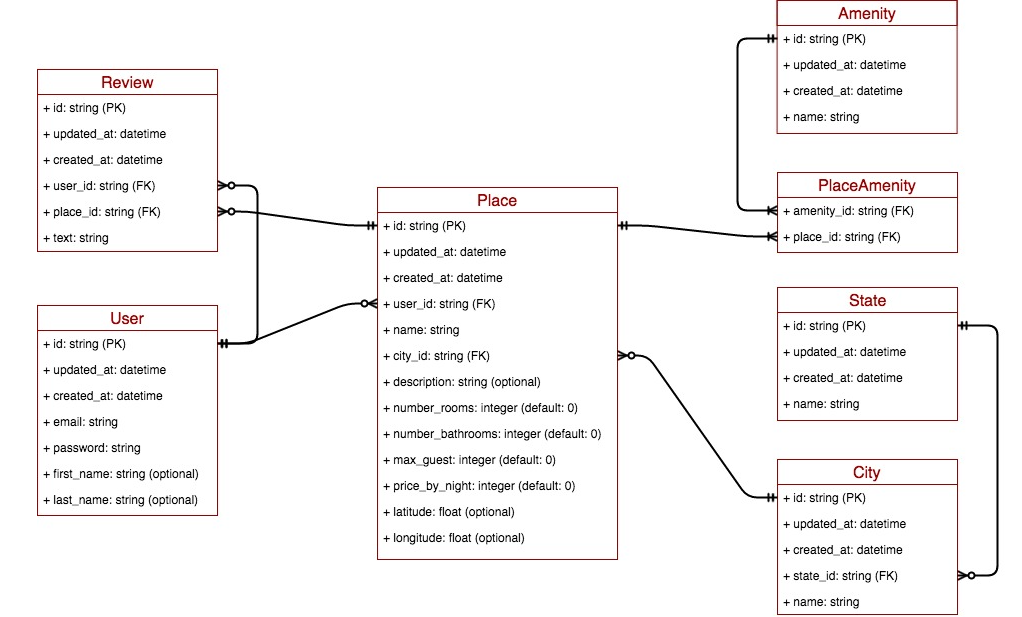 Review
+ id: string (PK)
+ updated_at: datetime
+ created_at: datetime
+ user_id: string (FK)
+ place_id: string (FK)
+ text: string
User
+ id: string (PK)
+ updated_at: datetime
+ created_at: datetime
+ email: string
+ password: string
+ first_name: string (optional)
+ last_name: string (optional)
Place
+ id: string (PK)
+ updated_at: datetime
+ created_at: datetime
+ user_id: string (FK)
+ name: string
+ city_id: string (FK)
+ description: string (optional)
+ number_rooms: integer (default: 0)
+ number_bathrooms: integer (default: 0)
+ max_guest: integer (default: 0)
+ price_by_night: integer (default: 0)
+ latitude: float (optional)
+ longitude: float (optional)
Amenity
+ id: string (PK)
+ updated_at: datetime
+ created_at: datetime
+ name: string
PlaceAmenity
+ amenity_id: string (FK)
+ place_id: string (FK)
State
+ id: string (PK)
+ updated_at: datetime
+ created_at: datetime
+ name: string
City
+ id: string (PK)
+ updated_at: datetime
+ created_at: datetime
+ state_id: string (FK)
+ name: string